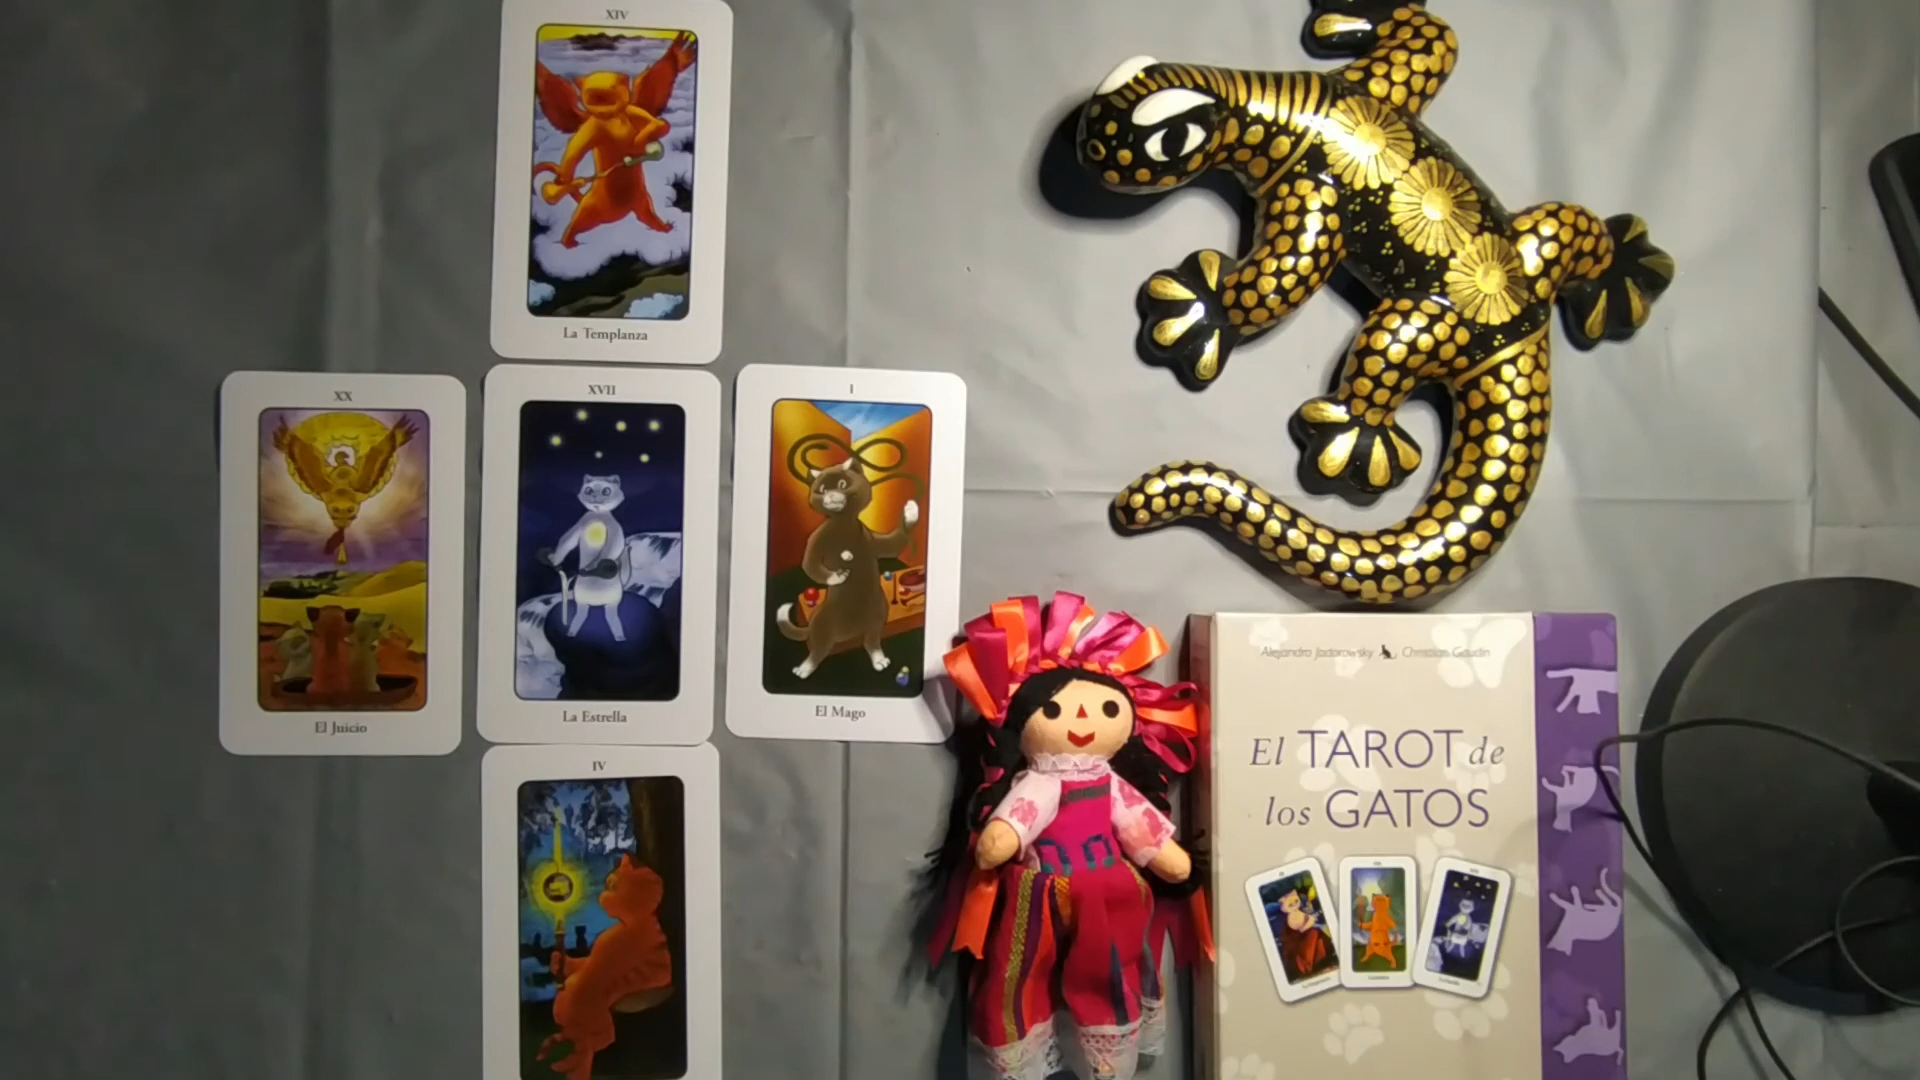 XIV
La Templanza
XX
El Juicio
XVII
La Estrella
I
El Mago
IV
Alejandro Jodorowsky Christian Gaudin
El TAROT de
los GATOS